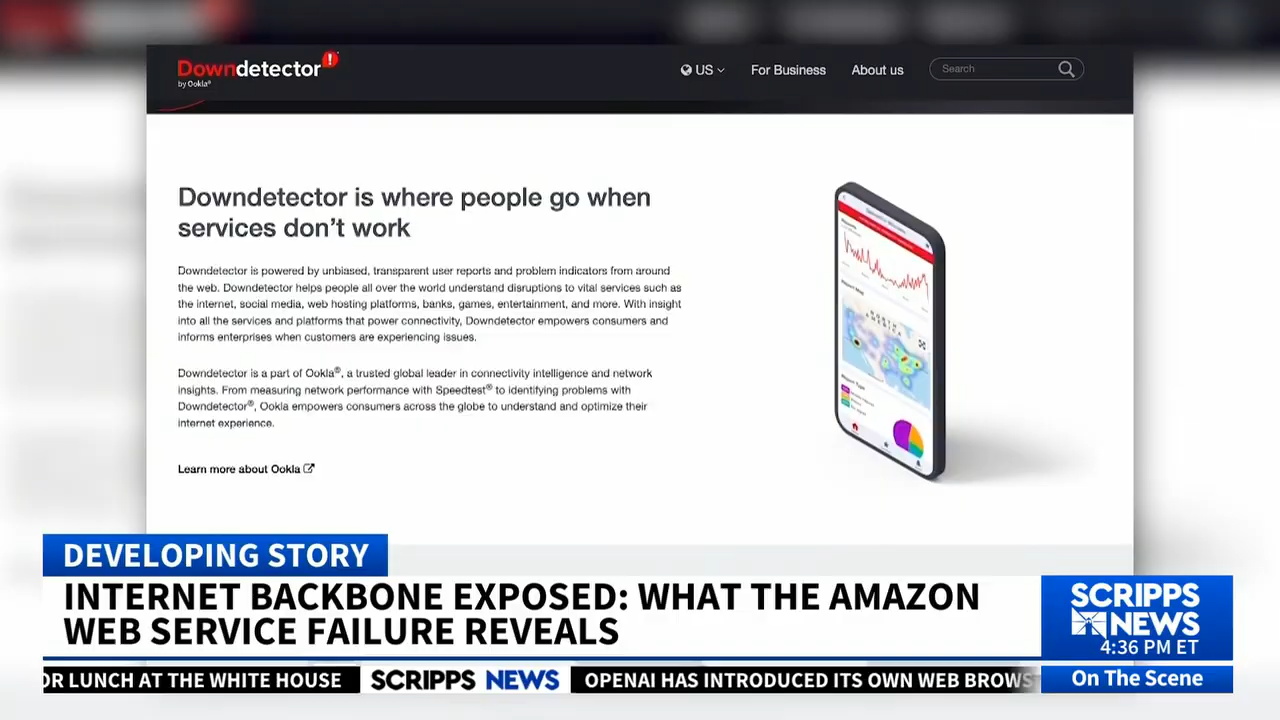 Downdetector
by Ookla®
US
For Business
About us
Search
Downdetector is where people go when
services don’t work
Downdetector is powered by unbiased, transparent user reports and problem indicators from around
the web. Downdetector helps people all over the world understand disruptions to vital services such as
the internet, social media, web hosting platforms, banks, games, entertainment, and more. With insight
into all the services and platforms that power connectivity, Downdetector empowers consumers and
informs enterprises when customers are experiencing issues.
Downdetector is a part of Ookla®, a trusted global leader in connectivity intelligence and network
insights. From measuring network performance with Speedtest® to identifying problems with
Downdetector®, Ookla empowers consumers across the globe to understand and optimize their
internet experience.
Learn more about Ookla
DEVELOPING STORY
INTERNET BACKBONE EXPOSED: WHAT THE AMAZON
WEB SERVICE FAILURE REVEALS
SCRIPPS
NEWS
4:36 PM ET
OR LUNCH AT THE WHITE HOUSE
SCRIPPS NEWS
OPENAI HAS INTRODUCED ITS OWN WEB BROWS
On The Scene